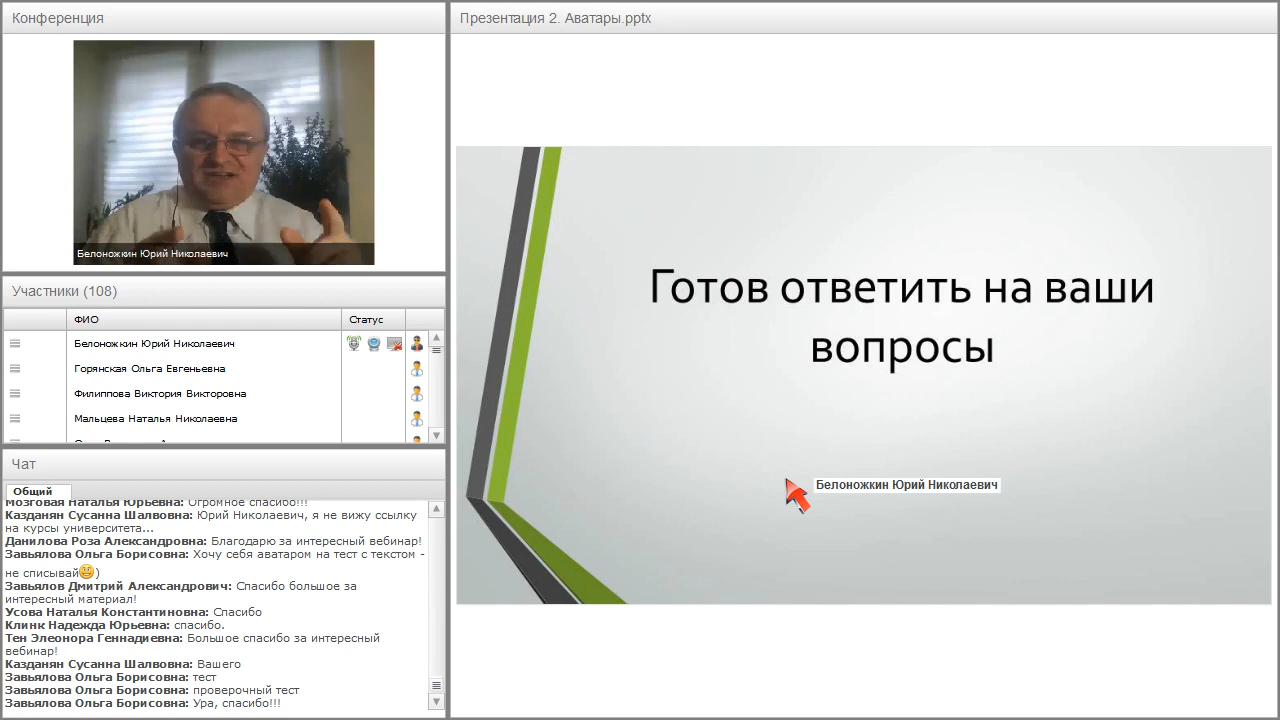 Конференция
Белоножкин Юрий Николаевич
Участники (108)
ФИО
Статус
Белоножкин Юрий Николаевич
Горянская Ольга Евгеньевна
Филиппова Виктория Викторовна
Мальцева Наталья Николаевна
Чат
Общий
Мозговая Наталья Юрьевна: Огромное спасибо!!!
Казданян Сусанна Шалвовна: Юрий Николаевич, я не вижу ссылку
на курсы университета...
Данилова Роза Александровна: Благодарю за интересный вебинар!
Завьялова Ольга Борисовна: Хочу себя аватаром на тест с текстом -
не списывай)
Завьялов Дмитрий Александрович: Спасибо большое за
интересный материал!
Усова Наталья Константиновна: Спасибо
Клинк Надежда Юрьевна: спасибо.
Тен Элеонора Геннадиевна: Большое спасибо за интересный
вебинар!
Казданян Сусанна Шалвовна: Вашего
Завьялова Ольга Борисовна: тест
Завьялова Ольга Борисовна: проверочный тест
Завьялова Ольга Борисовна: Ура, спасибо!!!
Презентация 2. Аватары.pptx
Готов ответить на ваши
вопросы
Белоножкин Юрий Николаевич